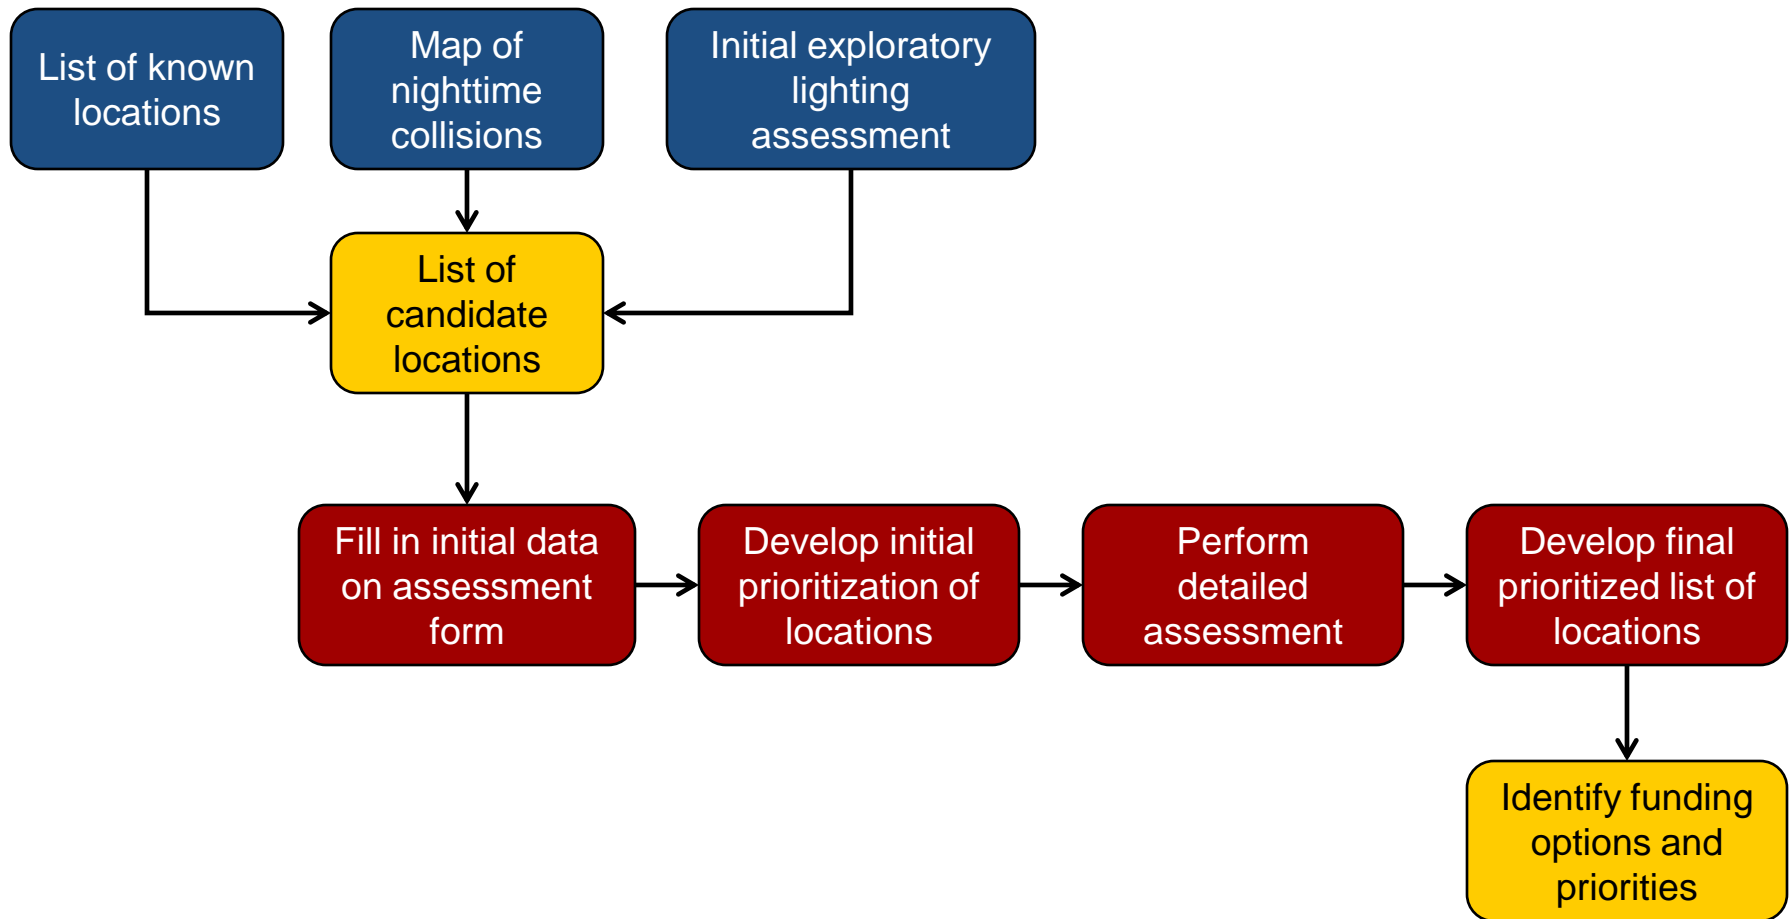 List of known
locations
Map of
nighttime
collisions
Initial exploratory
lighting
assessment
List of
candidate
locations
Fill in initial data
on assessment
form
Develop initial
prioritization of
locations
Perform
detailed
assessment
Develop final
prioritized list of
locations
Identify funding
options and
priorities